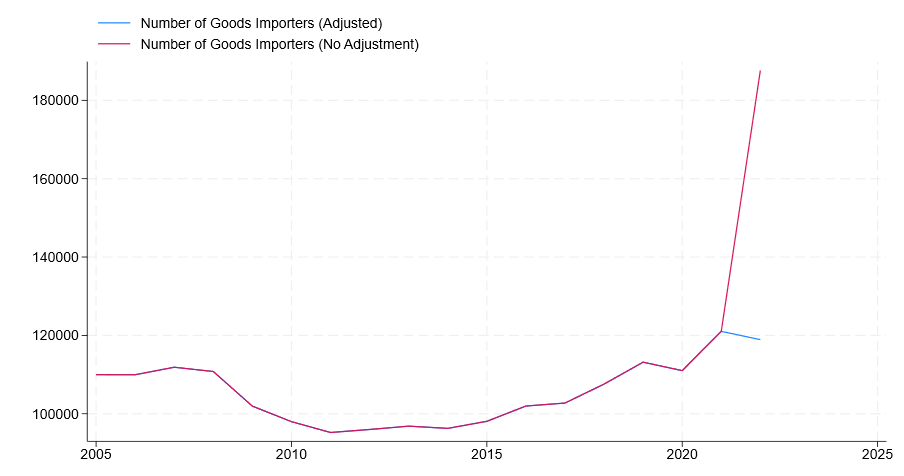 Number of Goods Importers (Adjusted)
Number of Goods Importers (No Adjustment)
180000
160000
140000
120000
100000
2005 2010 2015 2020 2025